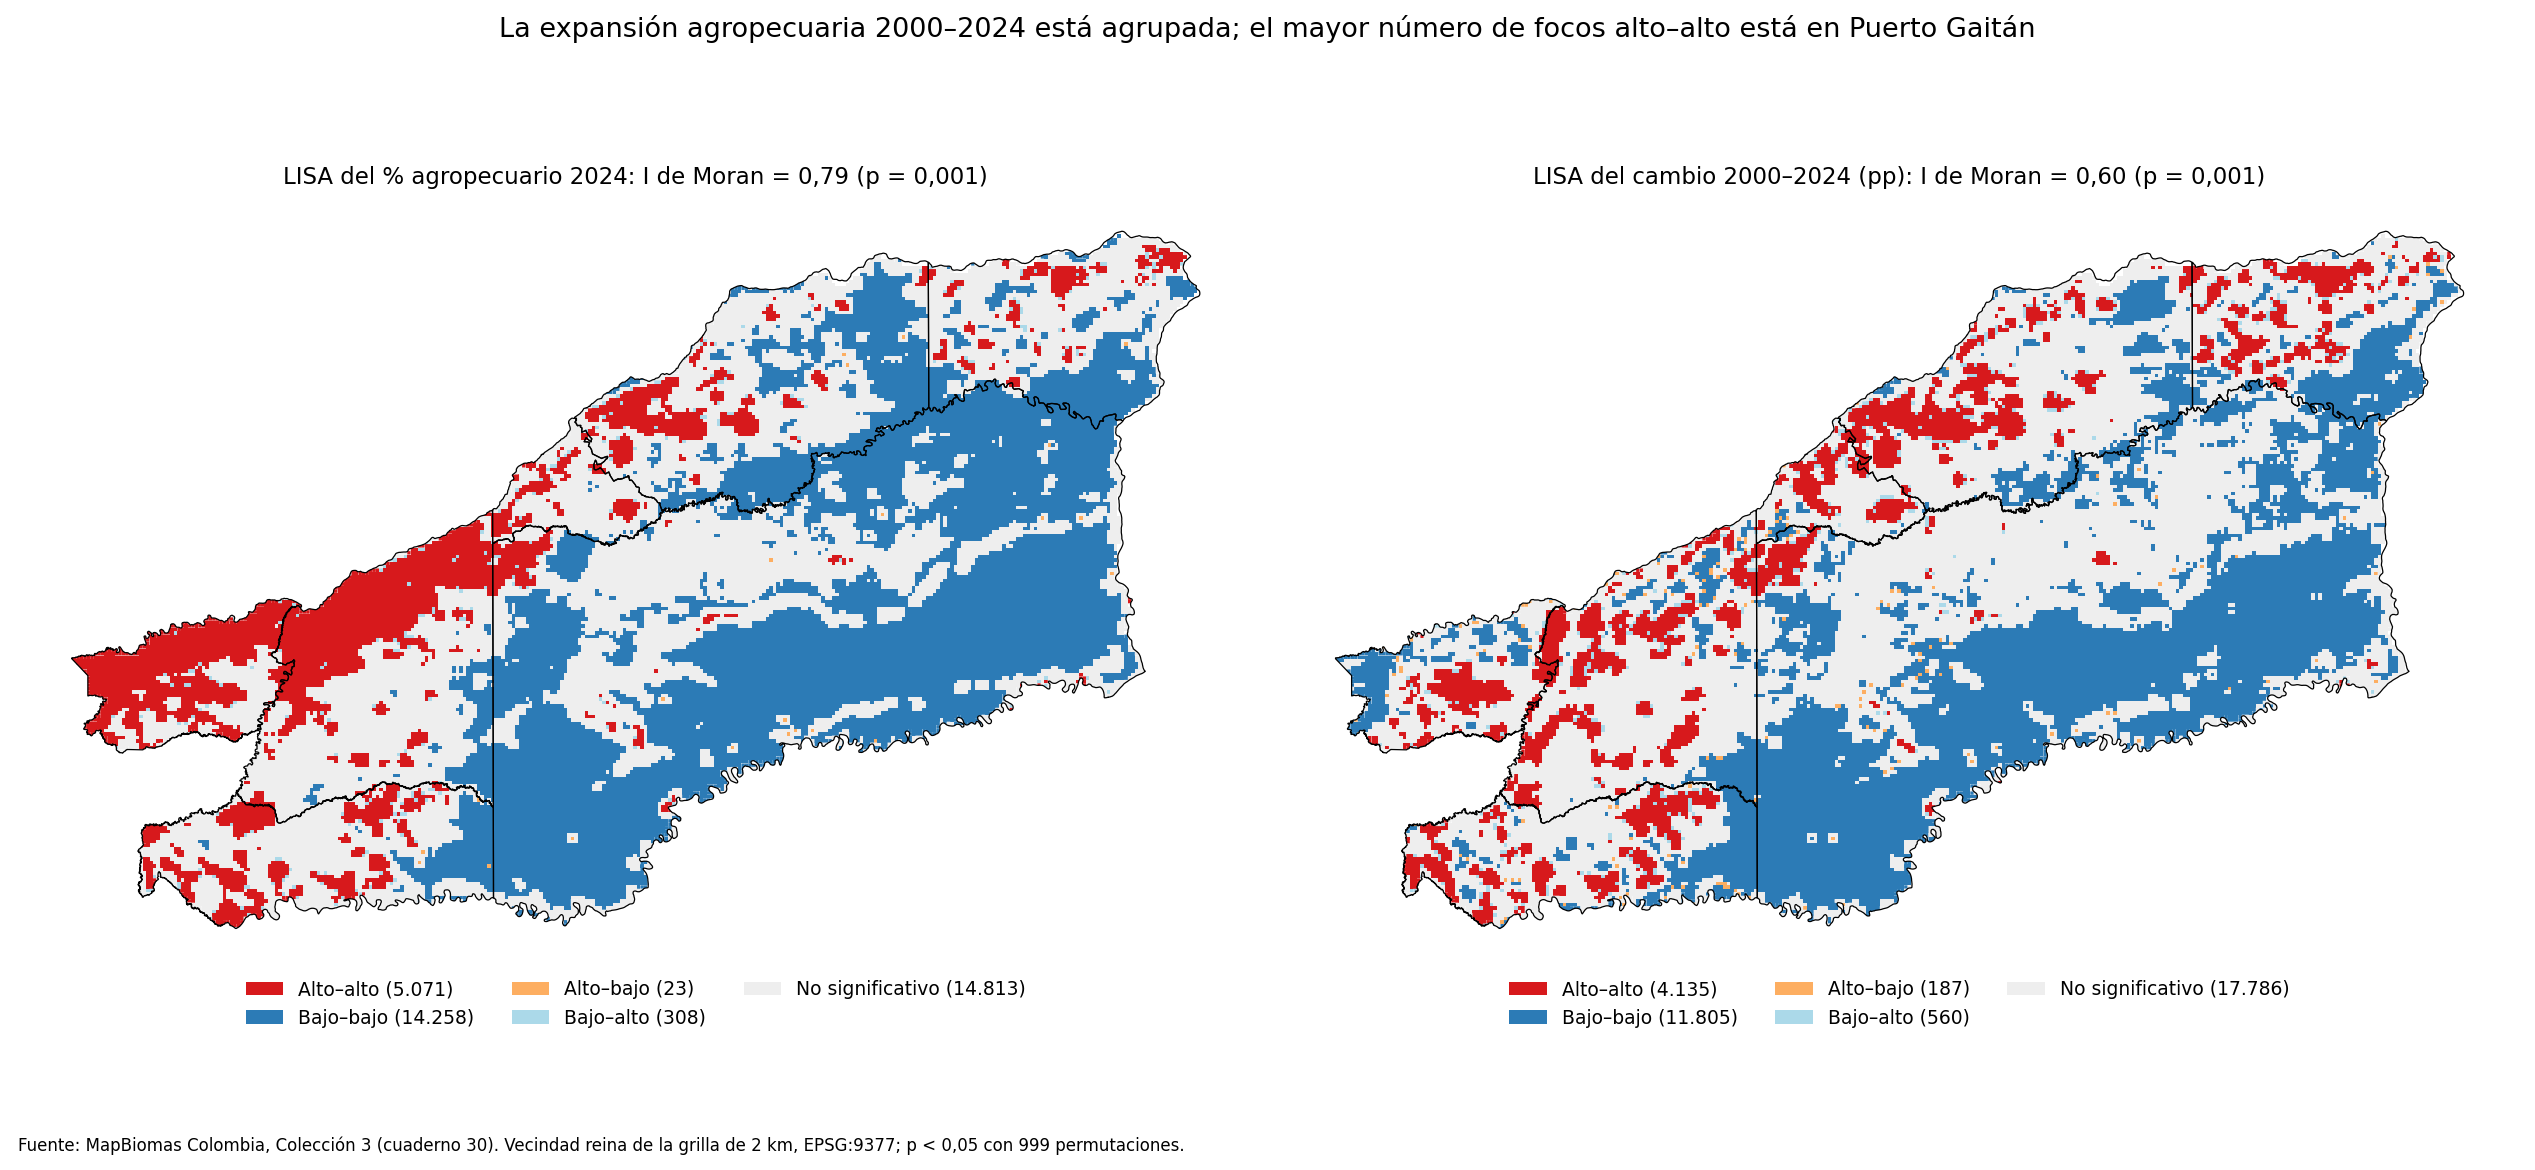 La expansión agropecuaria 2000–2024 está agrupada; el mayor número de focos alto–alto está en Puerto Gaitán
LISA del % agropecuario 2024: I de Moran = 0,79 (p = 0,001)
LISA del cambio 2000–2024 (pp): I de Moran = 0,60 (p = 0,001)
Alto–alto (5.071)
Alto–bajo (23)
No significativo (14.813)
Bajo–bajo (14.258)
Bajo–alto (308)
Alto–alto (4.135)
Alto–bajo (187)
No significativo (17.786)
Bajo–bajo (11.805)
Bajo–alto (560)
Fuente: MapBiomas Colombia, Colección 3 (cuaderno 30). Vecindad reina de la grilla de 2 km, EPSG:9377; p < 0,05 con 999 permutaciones.